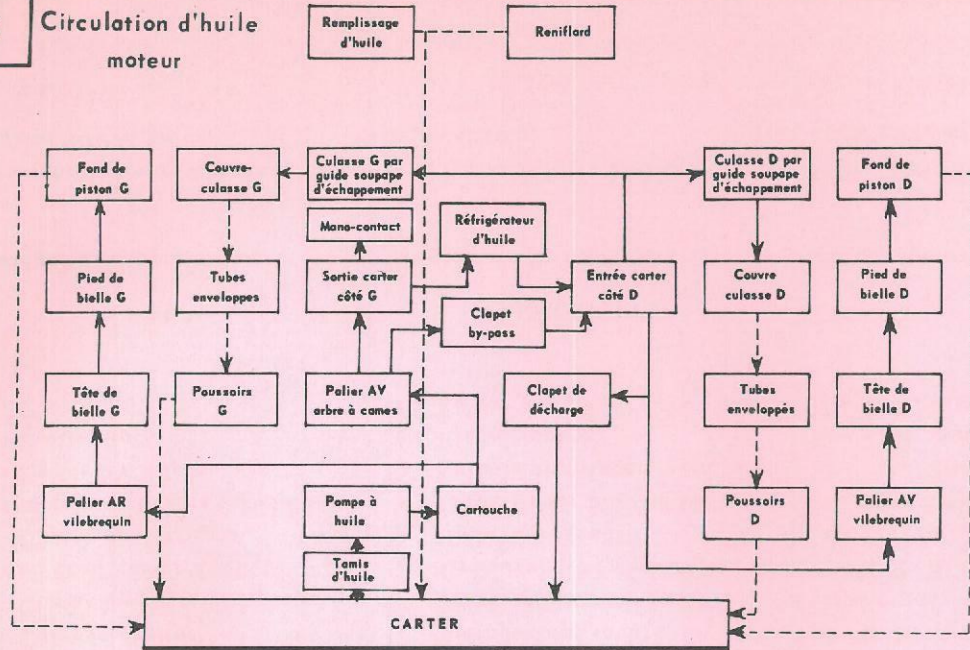 Circulation d'huile
moteur
Remplissage
d'huile
Reniflard
Fond de
piston G
Couvre-
culasse G
Culasse G par
guide soupape
d'échappement
Culasse D par
guide soupape
d'échappement
Fond de
piston D
Mano-contact
Réfrigérateur
d'huile
Pied de
bielle G
Tubes
enveloppes
Sortie carter
côté G
Entrée carter
côté D
Couvre
culasse D
Pied de
bielle D
Clapet
by-pass
Tête de
bielle G
Poussoirs
G
Palier AV
arbre à cames
Clapet de
décharge
Tubes
enveloppés
Tête de
bielle D
Palier AR
vilebrequin
Pompe à
huile
Cartouche
Poussoirs
D
Palier AV
vilebrequin
Tamis
d'huile
CARTER